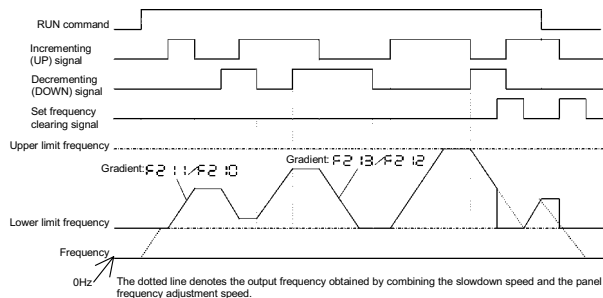 RUN command
Incrementing
(UP) signal
Decrementing
(DOWN) signal
Set frequency
clearing signal
Upper limit frequency
Gradient: F211/F210
Gradient: F213/F212
Lower limit frequency
Frequency
0Hz
The dotted line denotes the output frequency obtained by combining the slowdown speed and the panel
frequency adjustment speed.